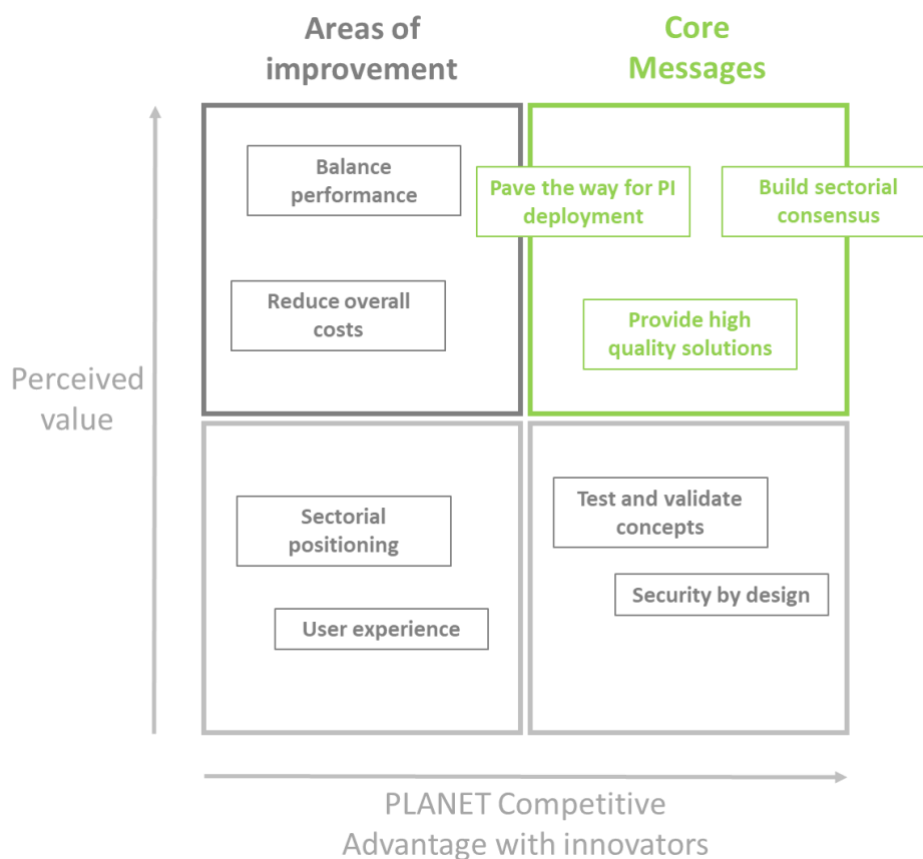 Areas of
improvement
Core
Messages
Balance
performance
Pave the way for PI
deployment
Build sectorial
consensus
Reduce overall
costs
Provide high
quality solutions
Perceived
value
Sectorial
positioning
Test and validate
concepts
User experience
Security by design
PLANET Competitive
Advantage with innovators